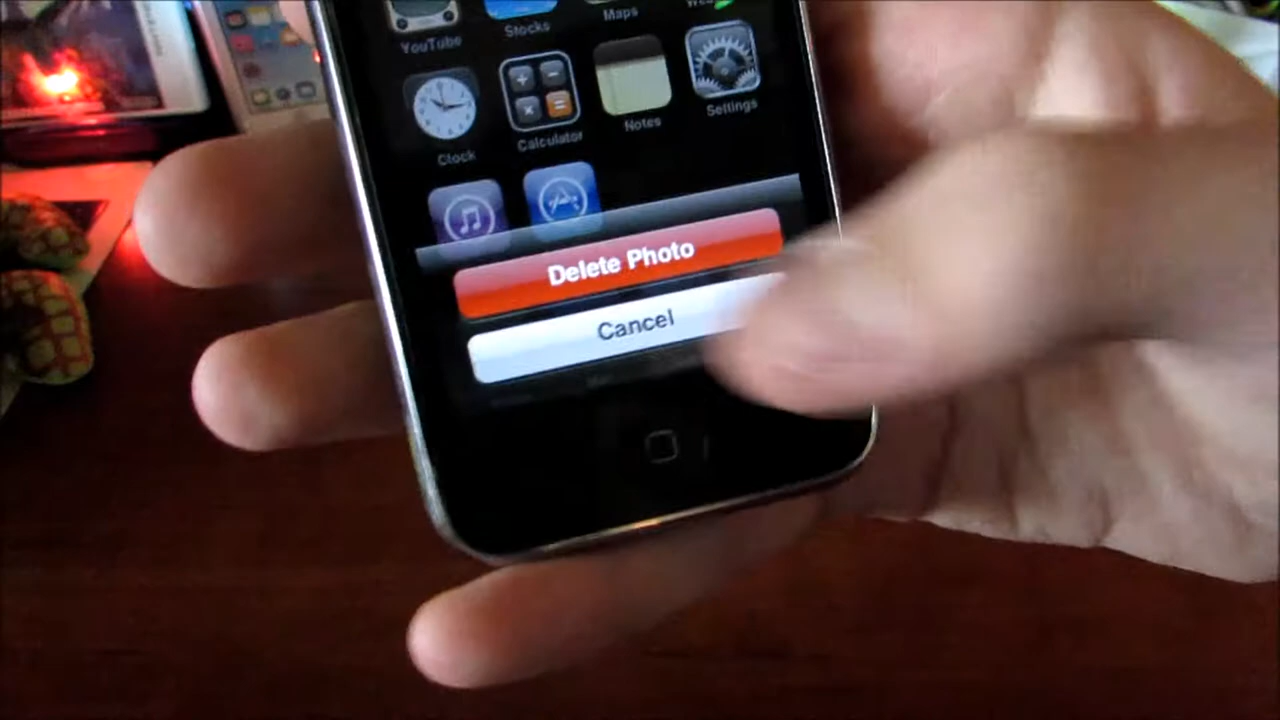 YouTube
Stocks
Maps
Clock
Calculator
Notes
Settings
Delete Photo
Cancel